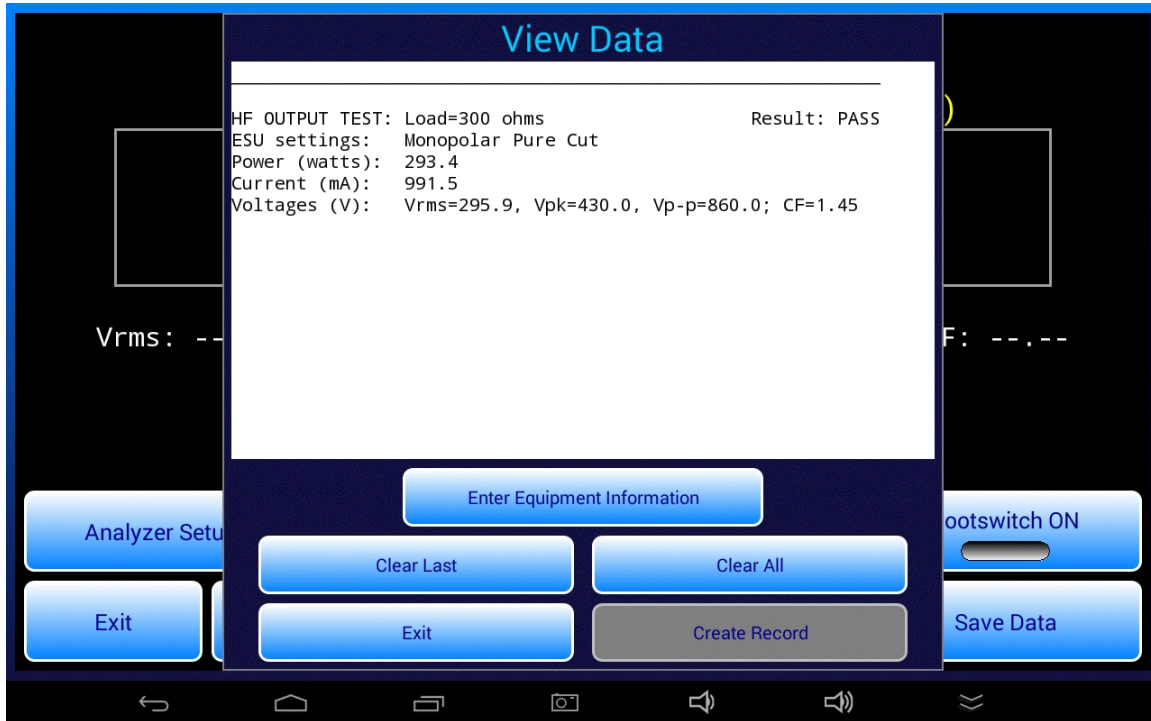 View Data
)
HF OUTPUT TEST: Load=300 ohms Result: PASS
ESU settings: Monopolar Pure Cut
Power (watts): 293.4
Current (mA): 991.5
Voltages (V): Vrms=295.9, Vpk=430.0, Vp-p=860.0; CF=1.45
Vrms: --
F: --.--
Enter Equipment Information
Analyzer Setu
ootswitch ON
Clear Last
Clear All
Exit
Exit
Create Record
Save Data